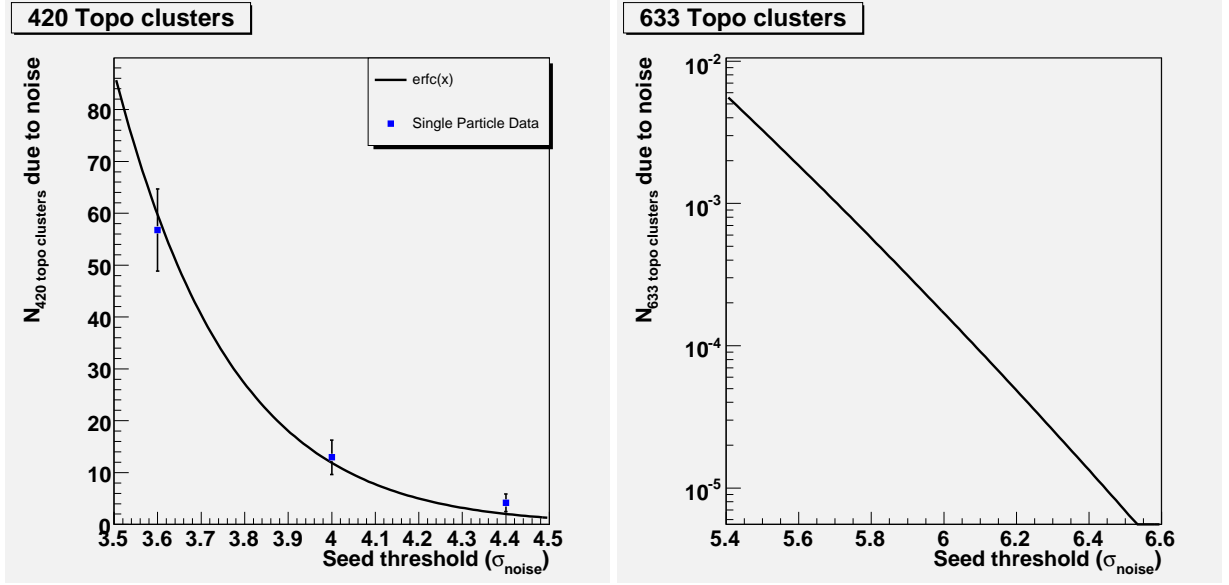 420 Topo clusters
N420 topo clusters due to noise
80
70
60
50
40
30
20
10
0
3.5 3.6 3.7 3.8 3.9 4 4.1 4.2 4.3 4.4 4.5
Seed threshold (σnoise)
erfc(x)
Single Particle Data
633 Topo clusters
N633 topo clusters due to noise
10-2
10-3
10-4
10-5
5.4 5.6 5.8 6 6.2 6.4 6.6
Seed threshold (σnoise)